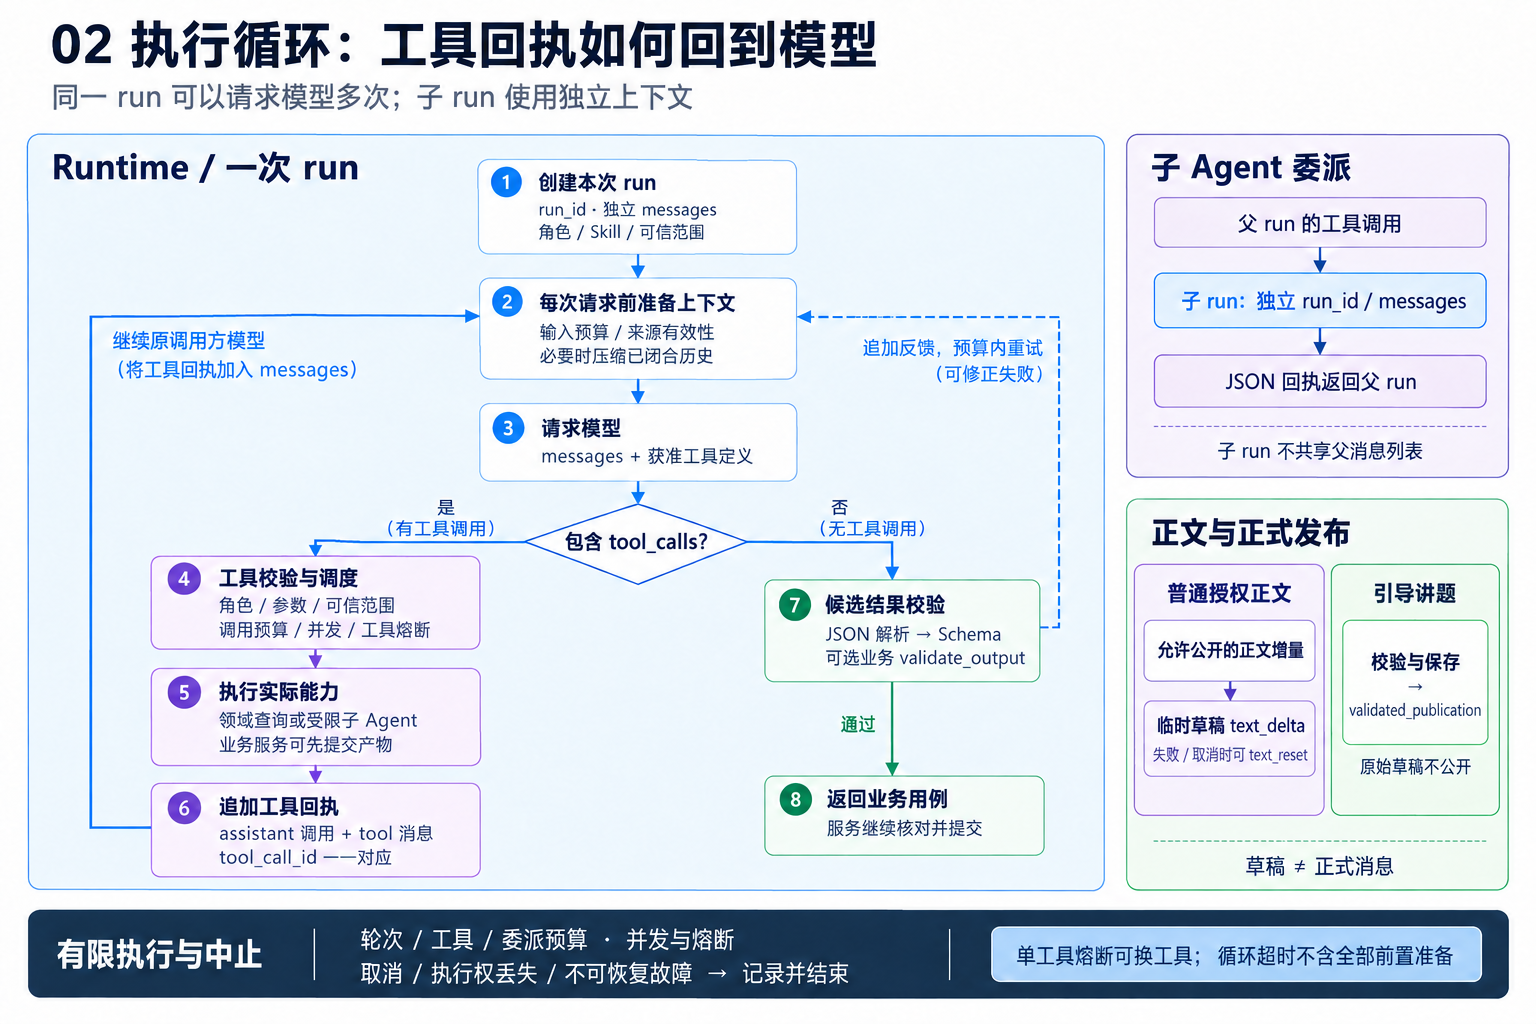 02 执行循环：工具回执如何回到模型
同一 run 可以请求模型多次；子 run 使用独立上下文
Runtime / 一次 run
1
创建本次 run
run_id · 独立 messages
角色 / Skill / 可信范围
2
每次请求前准备上下文
输入预算 / 来源有效性
必要时压缩已闭合历史
继续原调用方模型
（将工具回执加入 messages）
追加反馈，预算内重试
（可修正失败）
3
请求模型
messages + 获准工具定义
是
（有工具调用）
包含 tool_calls?
否
（无工具调用）
4
工具校验与调度
角色 / 参数 / 可信范围
调用预算 / 并发 / 工具熔断
5
执行实际能力
领域查询或受限子 Agent
业务服务可先提交产物
6
追加工具回执
assistant 调用 + tool 消息
tool_call_id 一一对应
7
候选结果校验
JSON 解析 → Schema
可选业务 validate_output
通过
8
返回业务用例
服务继续核对并提交
子 Agent 委派
父 run 的工具调用
子 run：独立 run_id / messages
JSON 回执返回父 run
子 run 不共享父消息列表
正文与正式发布
普通授权正文
允许公开的正文增量
临时草稿 text_delta
失败 / 取消时可 text_reset
引导讲题
校验与保存
→
validated_publication
原始草稿不公开
草稿 ≠ 正式消息
有限执行与中止
轮次 / 工具 / 委派预算 · 并发与熔断
取消 / 执行权丢失 / 不可恢复故障 → 记录并结束
单工具熔断可换工具；循环超时不含全部前置准备